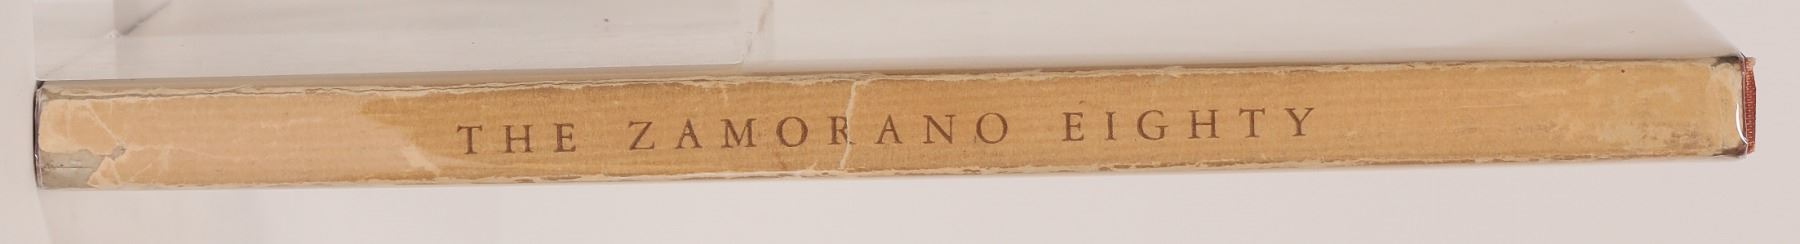 THE ZAMORANO EIGHTY